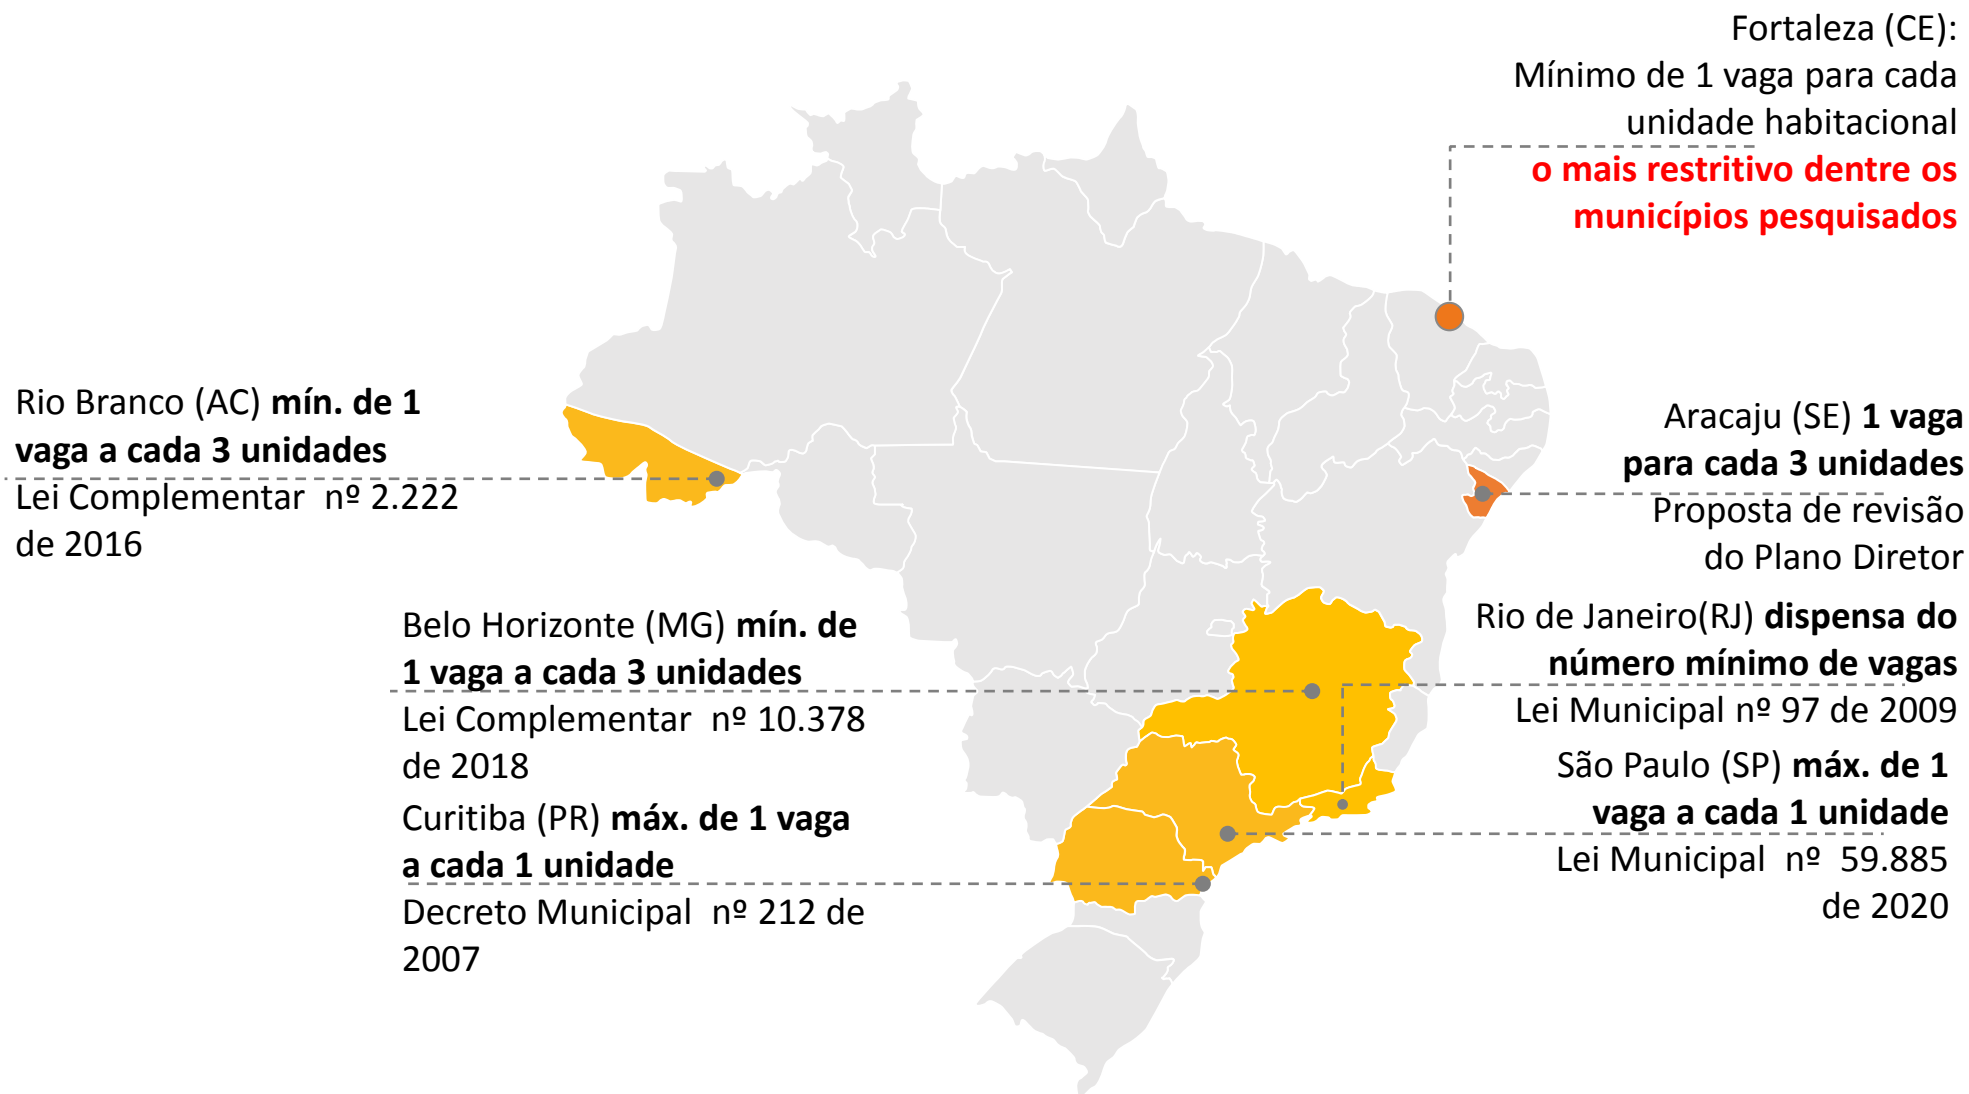 Fortaleza (CE):
Mínimo de 1 vaga para cada
unidade habitacional
o mais restritivo dentre os
municípios pesquisados
Rio Branco (AC) mín. de 1
vaga a cada 3 unidades
Lei Complementar nº 2.222
de 2016
Aracaju (SE) 1 vaga
para cada 3 unidades
Proposta de revisão
do Plano Diretor
Belo Horizonte (MG) mín. de
1 vaga a cada 3 unidades
Lei Complementar nº 10.378
de 2018
Rio de Janeiro(RJ) dispensa do
número mínimo de vagas
Lei Municipal nº 97 de 2009
São Paulo (SP) máx. de 1
vaga a cada 1 unidade
Lei Municipal nº 59.885
de 2020
Curitiba (PR) máx. de 1 vaga
a cada 1 unidade
Decreto Municipal nº 212 de
2007